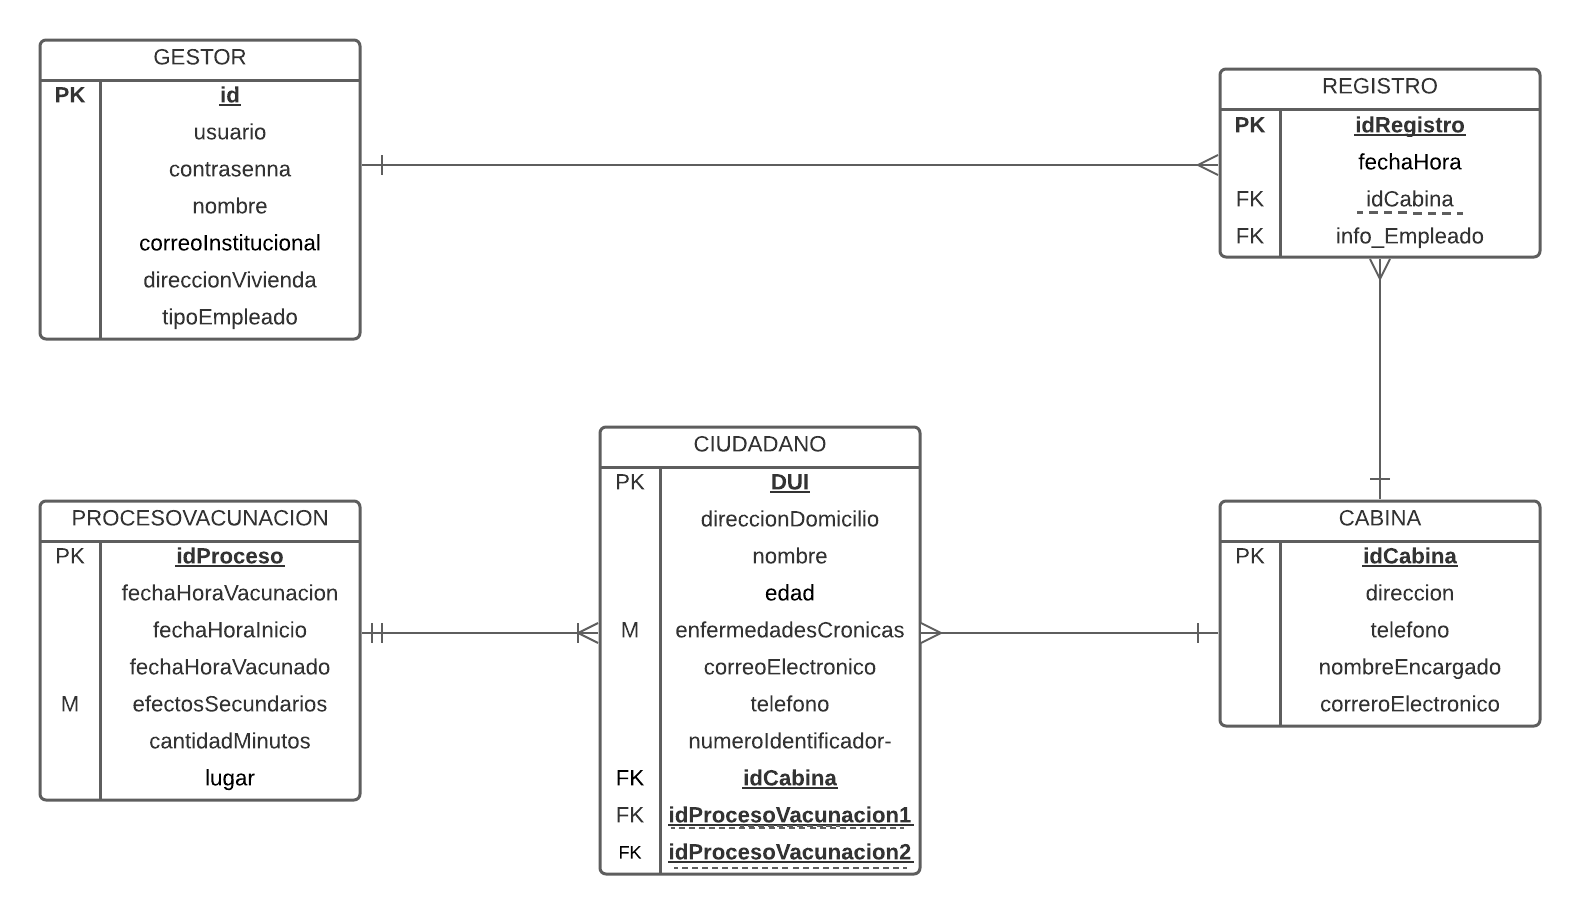 GESTOR
PK id
usuario
contrasenna
nombre
correoInstitucional
direccionVivienda
tipoEmpleado
REGISTRO
PK idRegistro
fechaHora
FK idCabina
FK info_Empleado
PROCESOVACUNACION
PK idProceso
fechaHoraVacunacion
fechaHoraInicio
fechaHoraVacunado
M efectosSecundarios
cantidadMinutos
lugar
CIUDADANO
PK DUI
direccionDomicilio
nombre
edad
M enfermedadesCronicas
correoElectronico
telefono
numeroIdentificador-
FK idCabina
FK idProcesoVacunacion1
FK idProcesoVacunacion2
CABINA
PK idCabina
direccion
telefono
nombreEncargado
correroElectronico